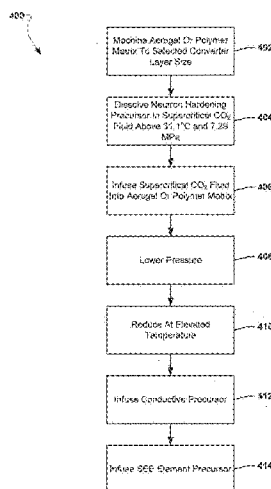 400
Machine Aerogel Or Polymer
Matrix To Selected Converter
Layer Size
402
Dissolve Neutron Hardening
Precursor In Supercritical CO₂
Fluid Above 31.1°C and 7.29
MPa
404
Infuse Supercritical CO₂ Fluid
Into Aerogel Or Polymer Matrix
406
Lower Pressure
408
Reduce At Elevated
Temperature
410
Infuse Conductive Precursor
412
Infuse SEE Element Precursor
414